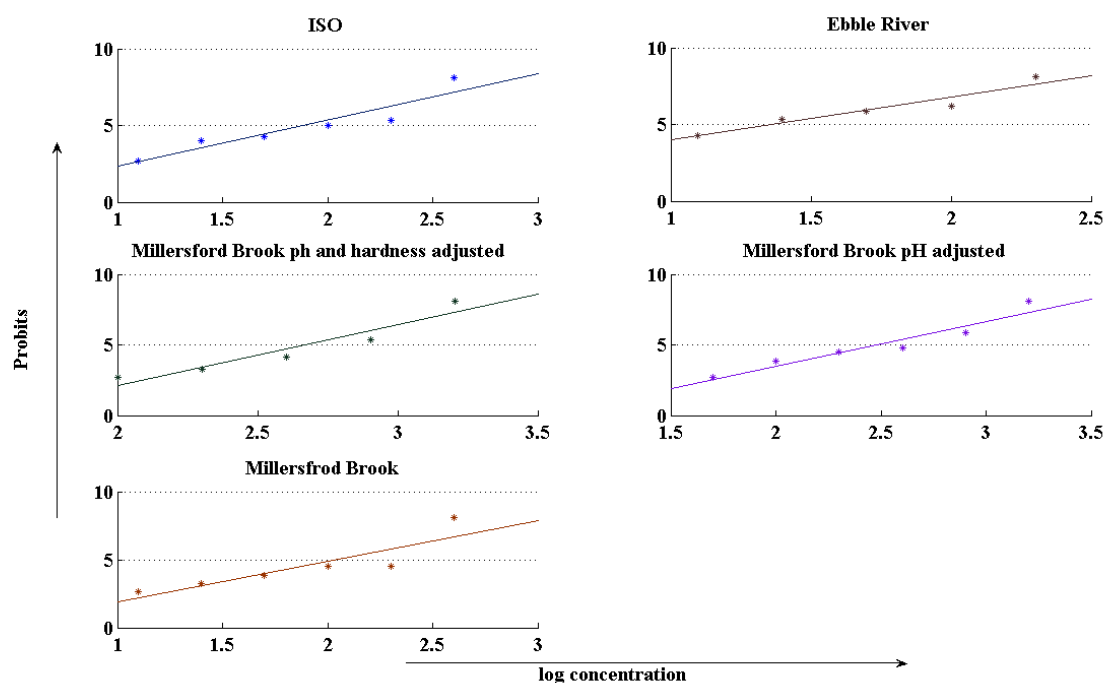 ISO
10
5
0
1 1.5 2 2.5 3
Ebble River
10
5
0
1 1.5 2 2.5
Millersford Brook ph and hardness adjusted
10
5
0
2 2.5 3 3.5
Millersford Brook pH adjusted
10
5
0
1.5 2 2.5 3 3.5
Millersfrod Brook
10
5
0
1 1.5 2 2.5 3
Probits
log concentration